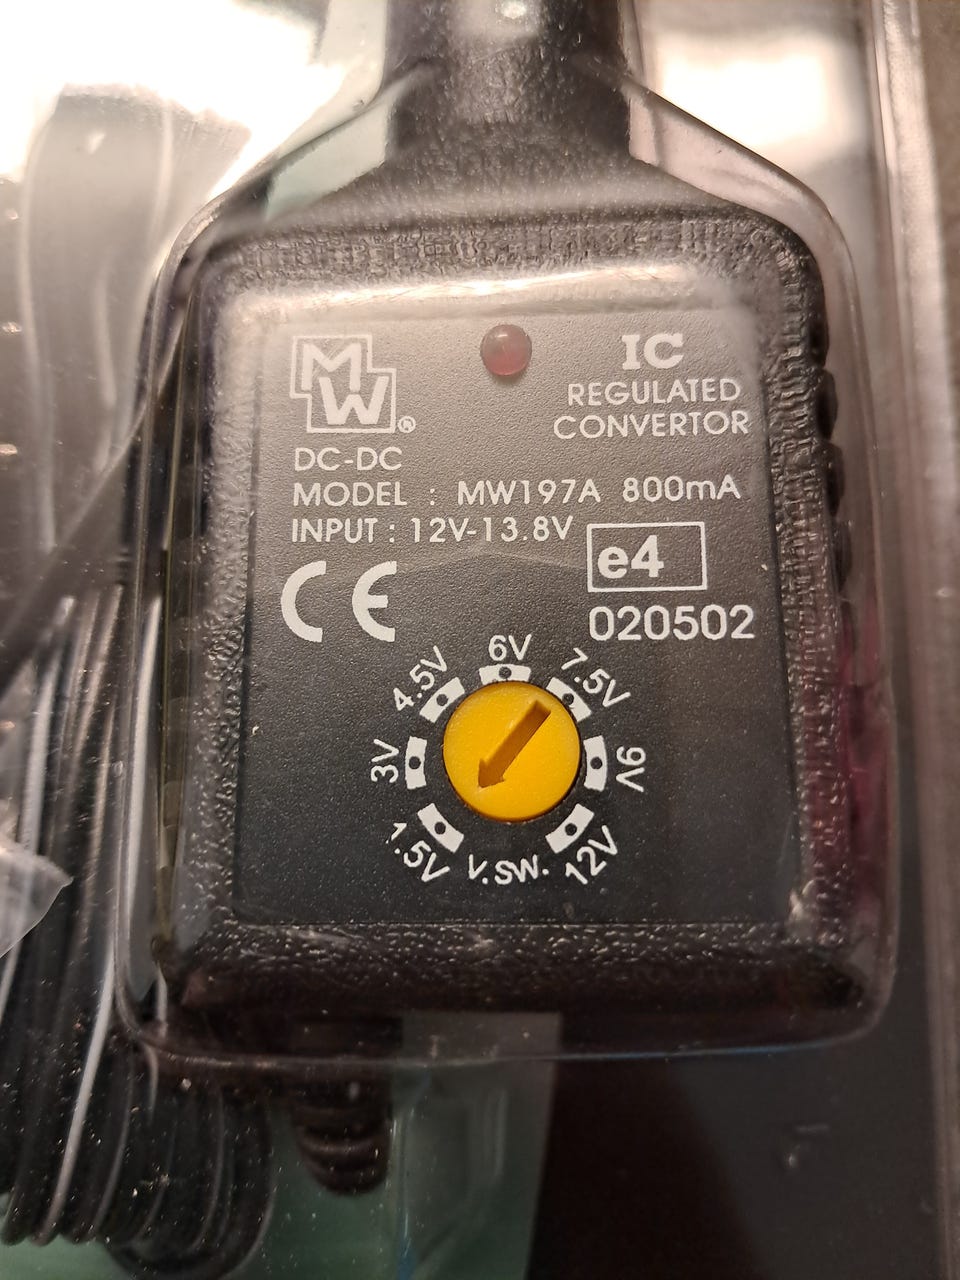 MW®
IC
REGULATED
CONVERTOR
DC-DC
MODEL : MW197A 800mA
INPUT : 12V-13.8V
e4
020502
CE
1.5V
3V
4.5V
6V
7.5V
9V
12V
V.SW.